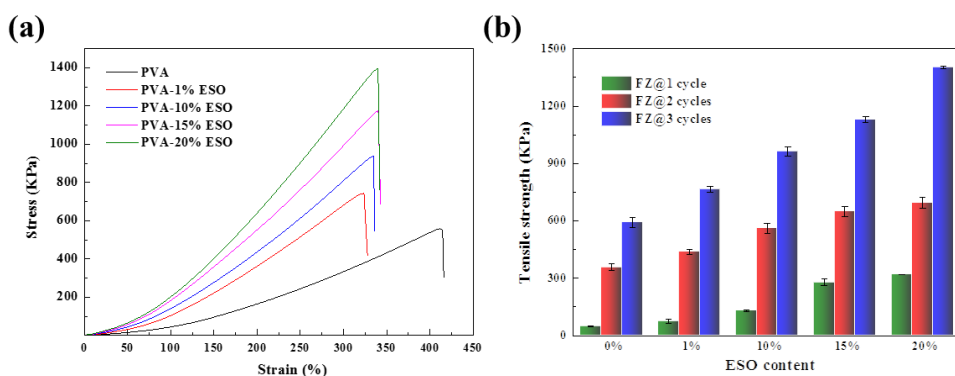 (a)
1400
1200
1000
800
600
400
200
Stress (KPa)
PVA
PVA-1% ESO
PVA-10% ESO
PVA-15% ESO
PVA-20% ESO
0 50 100 150 200 250 300 350 400 450
Strain (%)
(b)
1500
1200
900
600
300
0
Tensile strength (KPa)
FZ@1 cycle
FZ@2 cycles
FZ@3 cycles
0% 1% 10% 15% 20%
ESO content